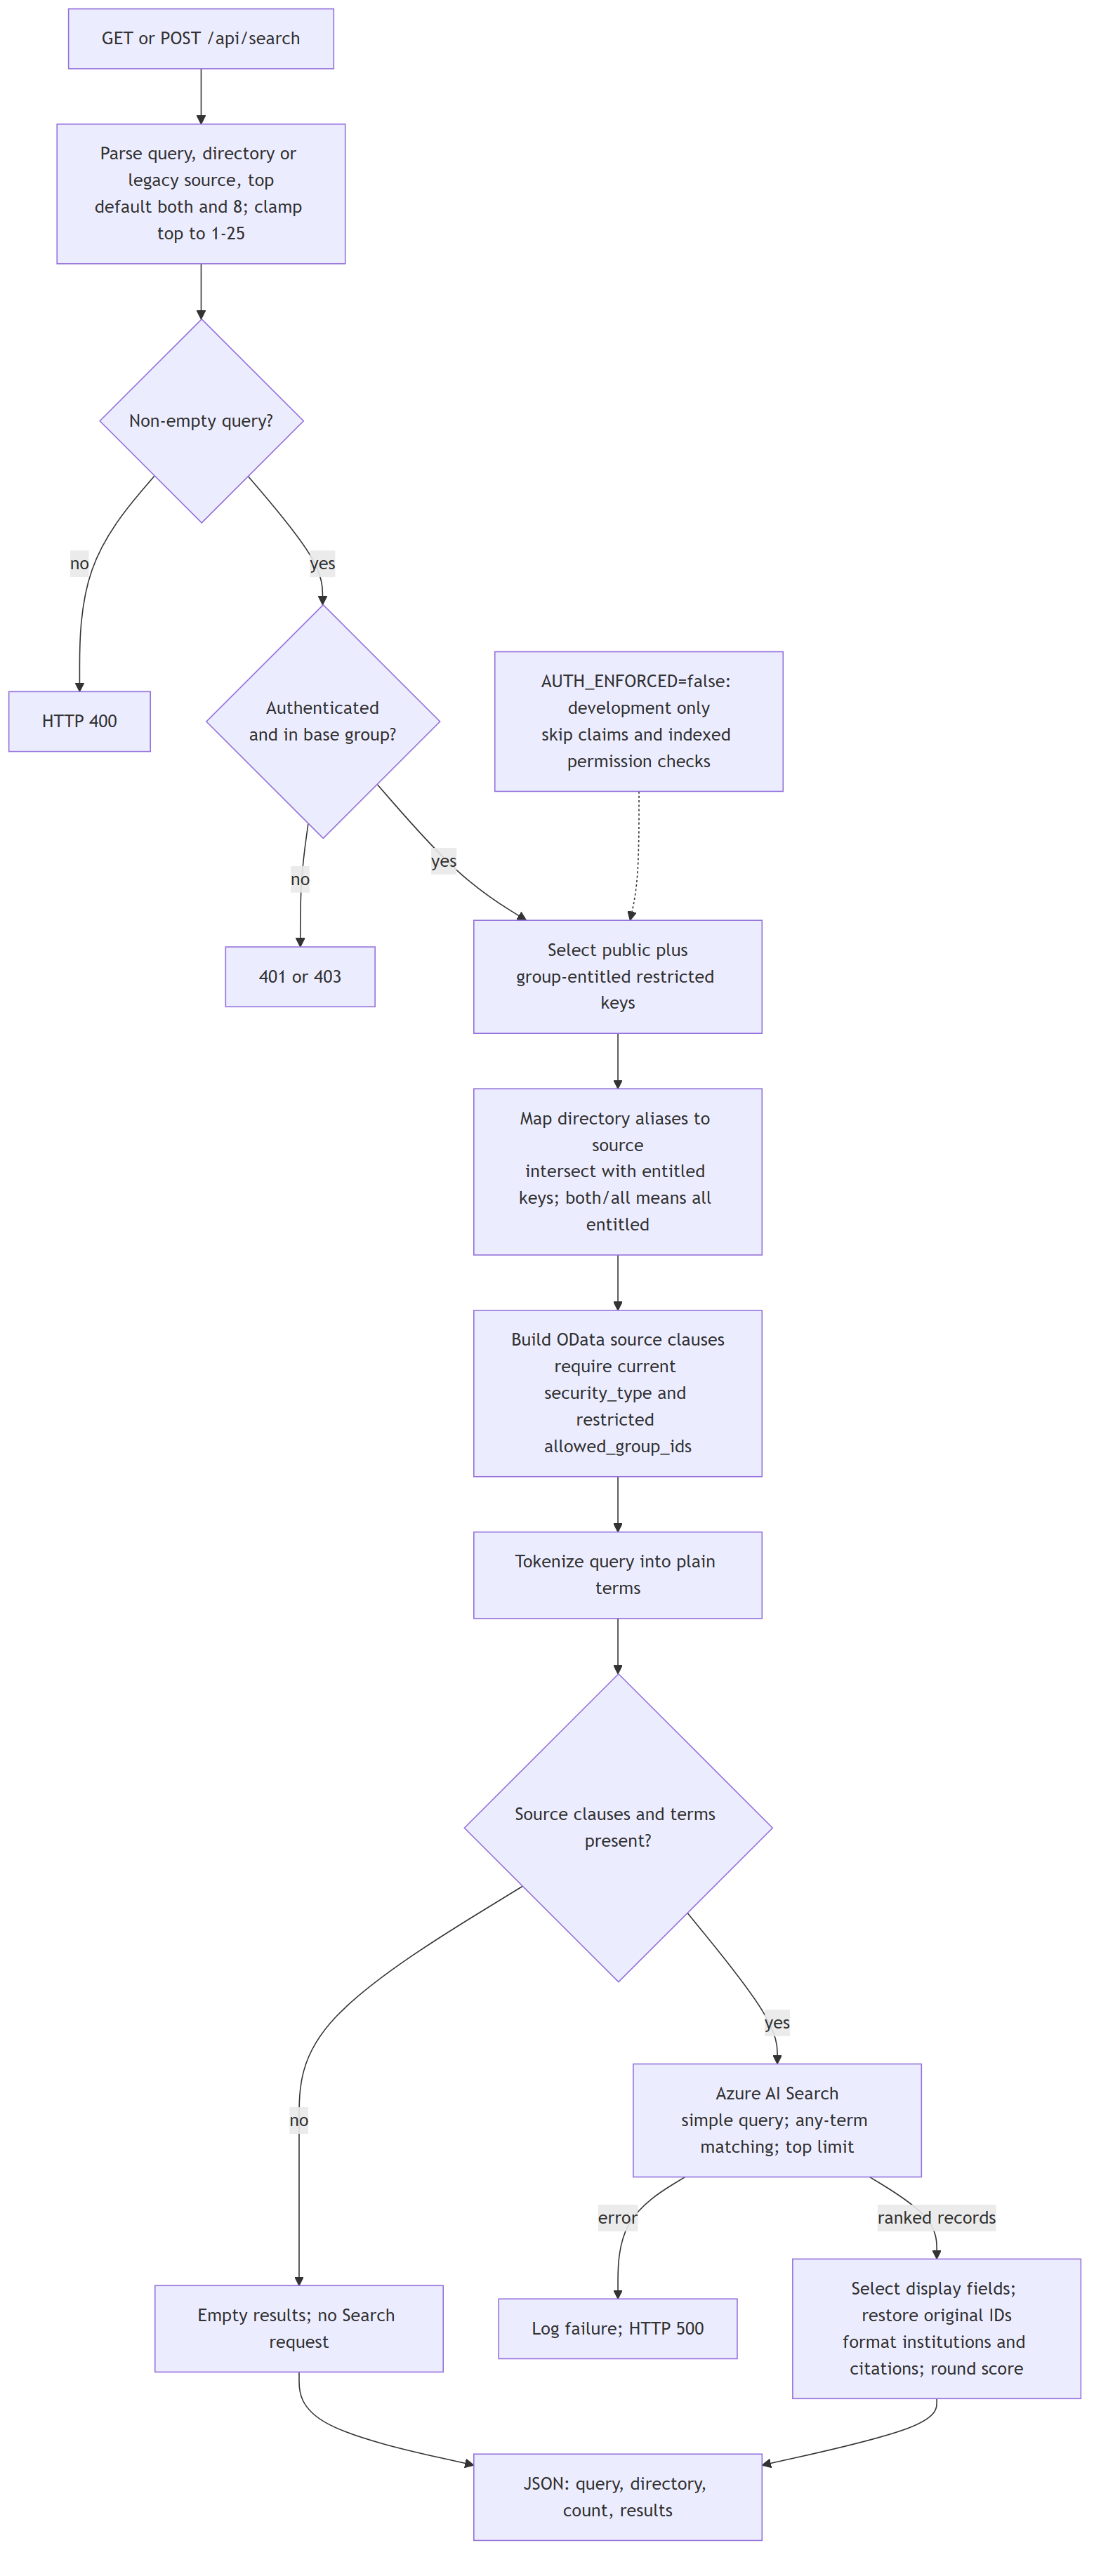 GET or POST /api/search
Parse query, directory or
legacy source, top
default both and 8; clamp
top to 1-25
Non-empty query?
no
yes
HTTP 400
Authenticated
and in base group?
AUTH_ENFORCED=false:
development only
skip claims and indexed
permission checks
no
yes
401 or 403
Select public plus
group-entitled restricted
keys
Map directory aliases to
source
intersect with entitled
keys; both/all means all
entitled
Build OData source clauses
require current
security_type and
restricted
allowed_group_ids
Tokenize query into plain
terms
Source clauses and terms
present?
no
yes
Azure AI Search
simple query; any-term
matching; top limit
error
ranked records
Empty results; no Search
request
Log failure; HTTP 500
Select display fields;
restore original IDs
format institutions and
citations; round score
JSON: query, directory,
count, results